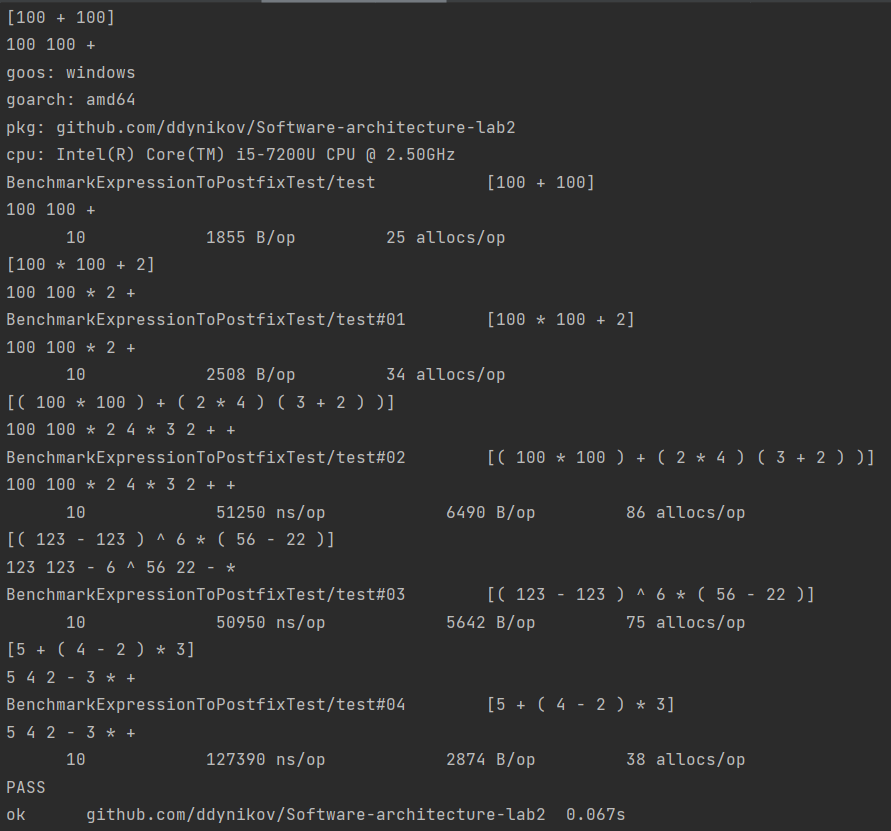 [100 + 100]
100 100 +
goos: windows
goarch: amd64
pkg: github.com/ddynikov/Software-architecture-lab2
cpu: Intel(R) Core(TM) i5-7200U CPU @ 2.50GHz
BenchmarkExpressionToPostfixTest/test [100 + 100]
100 100 +
10 1855 B/op 25 allocs/op
[100 * 100 + 2]
100 100 * 2 +
BenchmarkExpressionToPostfixTest/test#01 [100 * 100 + 2]
100 100 * 2 +
10 2508 B/op 34 allocs/op
[( 100 * 100 ) + ( 2 * 4 ) ( 3 + 2 ) )]
100 100 * 2 4 * 3 2 + +
BenchmarkExpressionToPostfixTest/test#02 [( 100 * 100 ) + ( 2 * 4 ) ( 3 + 2 ) )]
100 100 * 2 4 * 3 2 + +
10 51250 ns/op 6490 B/op 86 allocs/op
[( 123 - 123 ) ^ 6 * ( 56 - 22 )]
123 123 - 6 ^ 56 22 - *
BenchmarkExpressionToPostfixTest/test#03 [( 123 - 123 ) ^ 6 * ( 56 - 22 )]
10 50950 ns/op 5642 B/op 75 allocs/op
[5 + ( 4 - 2 ) * 3]
5 4 2 - 3 * +
BenchmarkExpressionToPostfixTest/test#04 [5 + ( 4 - 2 ) * 3]
5 4 2 - 3 * +
10 127390 ns/op 2874 B/op 38 allocs/op
PASS
ok github.com/ddynikov/Software-architecture-lab2 0.067s